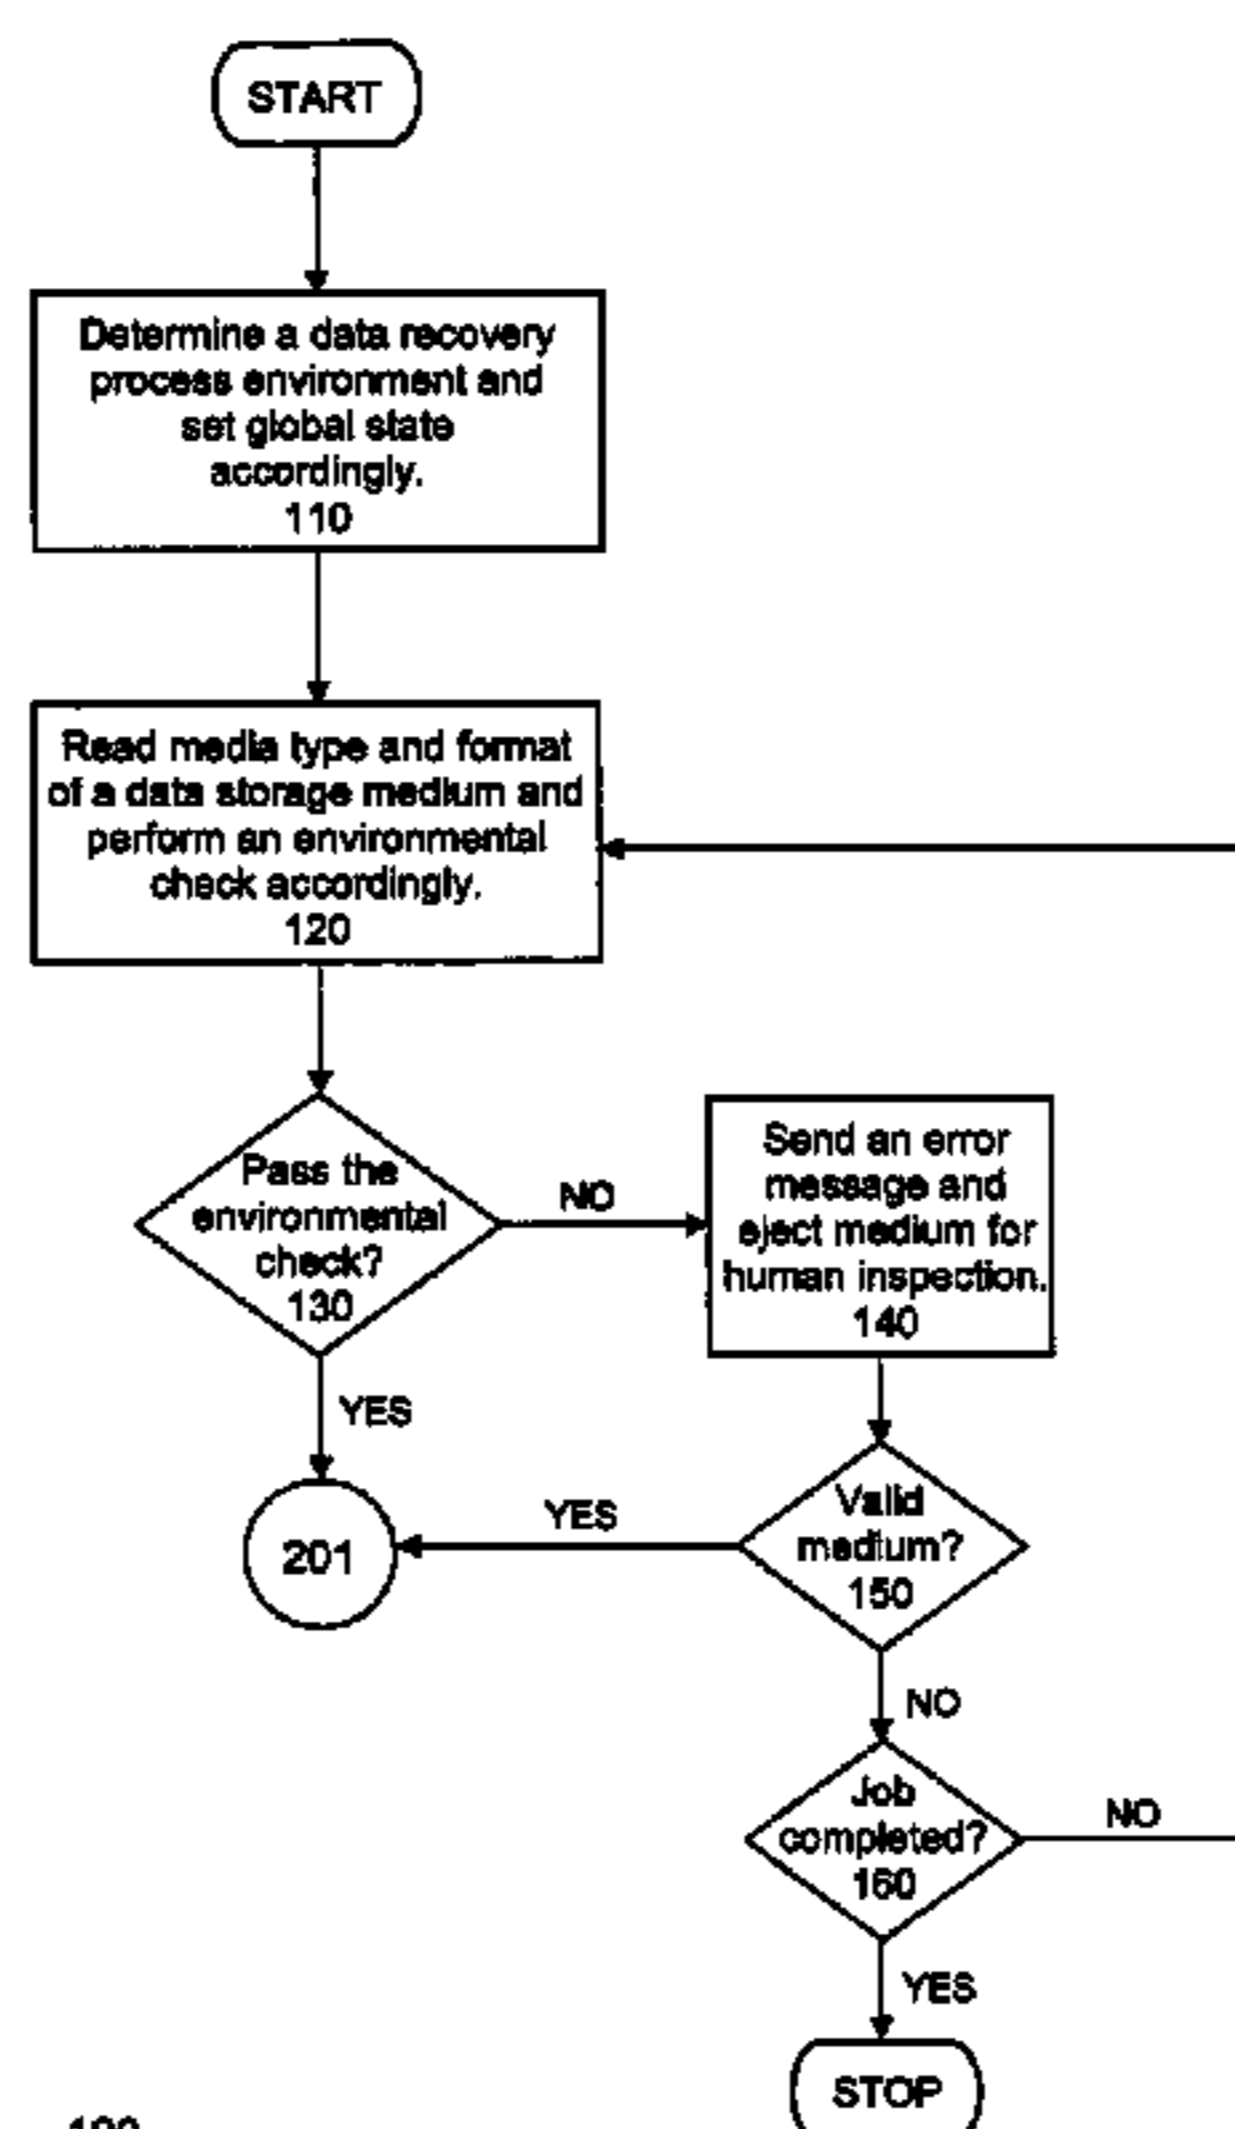 START
Determine a data recovery
process environment and
set global state
accordingly.
110
Read media type and format
of a data storage medium and
perform an environmental
check accordingly.
120
Pass the
environmental
check?
130
NO
Send an error
message and
eject medium for
human inspection.
140
YES
201
YES
Valid
medium?
150
NO
Job
completed?
160
NO
YES
STOP